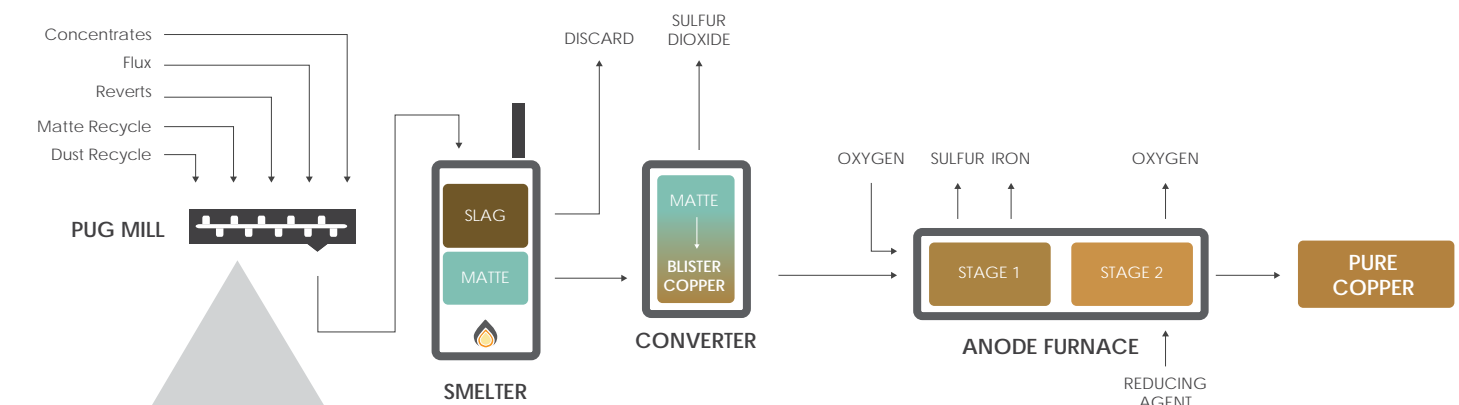 Concentrates
Flux
Reverts
Matte Recycle
Dust Recycle
PUG MILL
SLAG
MATTE
SMELTER
DISCARD
SULFUR
DIOXIDE
MATTE
BLISTER
COPPER
CONVERTER
OXYGEN
SULFUR IRON
OXYGEN
STAGE 1
STAGE 2
ANODE FURNACE
REDUCING
AGENT
PURE
COPPER